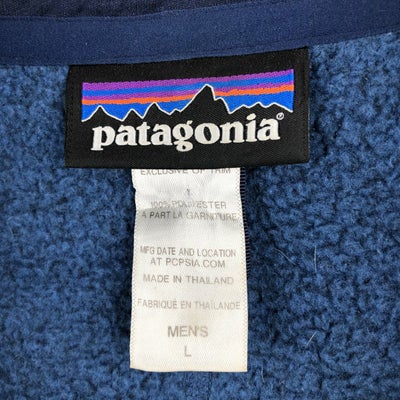 patagonia®
EXCLUSIVE OF TRIM
100% POLYESTER
À PART LA GARNITURE
MFG DATE AND LOCATION
AT PCPSIA.COM
MADE IN THAILAND
FABRIQUÉ EN THAÏLANDE
MEN'S
L